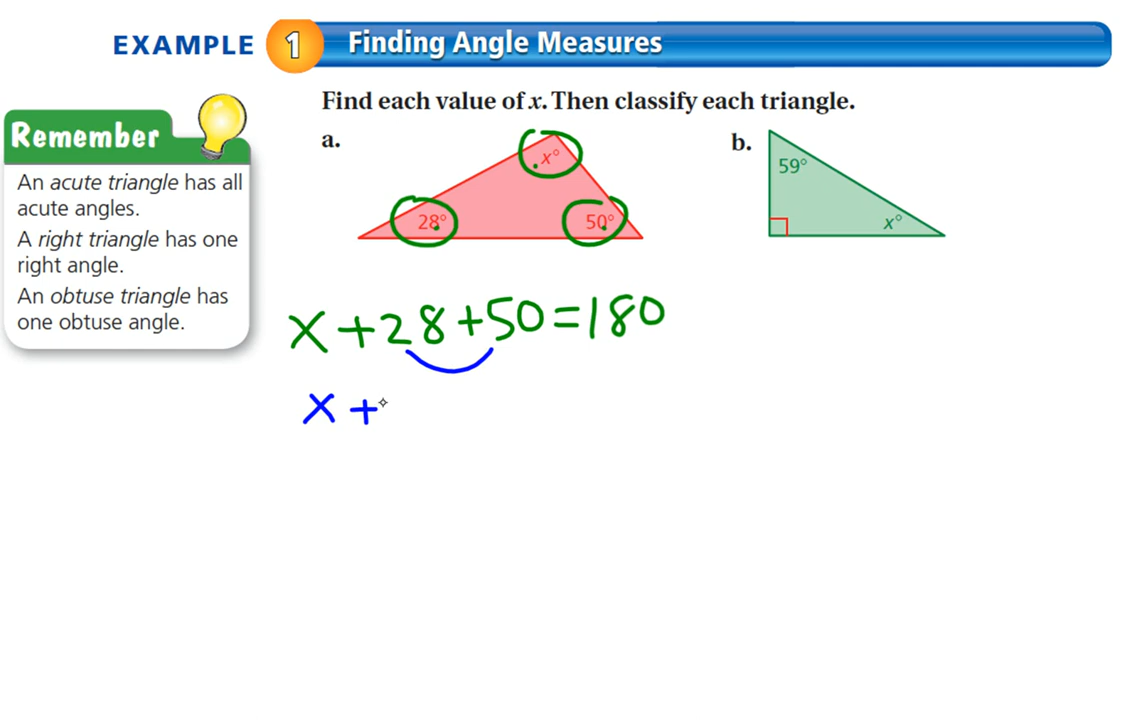 EXAMPLE 1 Finding Angle Measures
Find each value of x. Then classify each triangle.
Remember
An acute triangle has all
acute angles.
A right triangle has one
right angle.
An obtuse triangle has
one obtuse angle.
a.
x°
28°
50°
b.
59°
x°
x+28+50=180
x+